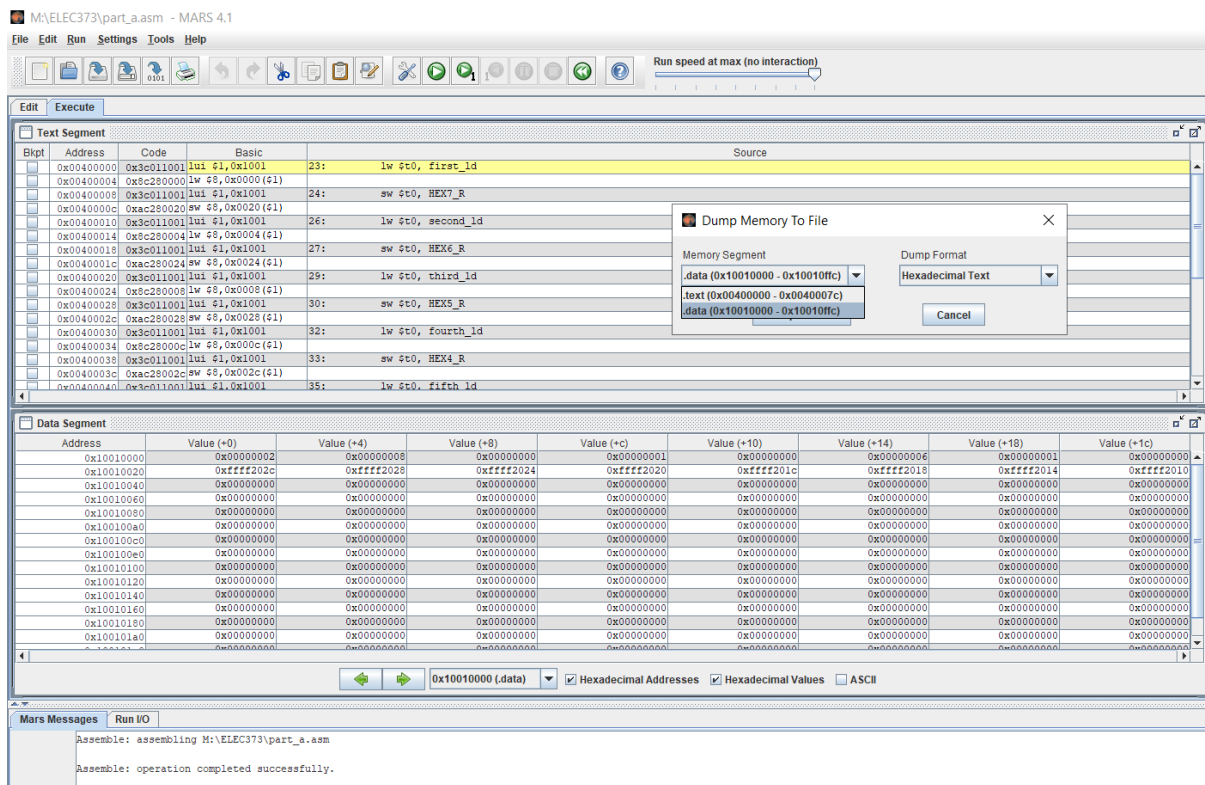 M:\ELEC373\part_a.asm - MARS 4.1
File Edit Run Settings Tools Help
Run speed at max (no interaction)
Edit Execute
Text Segment
Bkpt Address Code Basic Source
0x00400000 0x3c011001 lui $1,0x1001 23: lw $t0, first_ld
0x00400004 0x8c280000 lw $8,0x0000($1)
0x00400008 0x3c011001 lui $1,0x1001 24: sw $t0, HEX7_R
0x0040000c 0xac280020 sw $8,0x0020($1)
0x00400010 0x3c011001 lui $1,0x1001 26: lw $t0, second_ld
0x00400014 0x8c280004 lw $8,0x0004($1)
0x00400018 0x3c011001 lui $1,0x1001 27: sw $t0, HEX6_R
0x0040001c 0xac280024 sw $8,0x0024($1)
0x00400020 0x3c011001 lui $1,0x1001 29: lw $t0, third_ld
0x00400024 0x8c280008 lw $8,0x0008($1)
0x00400028 0x3c011001 lui $1,0x1001 30: sw $t0, HEX5_R
0x0040002c 0xac280028 sw $8,0x0028($1)
0x00400030 0x3c011001 lui $1,0x1001 32: lw $t0, fourth_ld
0x00400034 0x8c28000c lw $8,0x000c($1)
0x00400038 0x3c011001 lui $1,0x1001 33: sw $t0, HEX4_R
0x0040003c 0xac28002c sw $8,0x002c($1)
0x00400040 0x3c011001 lui $1,0x1001 35: lw $t0, fifth_ld
Dump Memory To File
Memory Segment Dump Format
.data (0x10010000 - 0x10010ffc) Hexadecimal Text
.text (0x00400000 - 0x0040007c)
.data (0x10010000 - 0x10010ffc)
Cancel
Data Segment
Address Value (+0) Value (+4) Value (+8) Value (+c) Value (+10) Value (+14) Value (+18) Value (+1c)
0x10010000 0x00000002 0x00000008 0x00000000 0x00000001 0x00000000 0x00000006 0x00000001 0x00000000
0x10010020 0xffff202c 0xffff2028 0xffff2024 0xffff2020 0xffff201c 0xffff2018 0xffff2014 0xffff2010
0x10010040 0x00000000 0x00000000 0x00000000 0x00000000 0x00000000 0x00000000 0x00000000 0x00000000
0x10010060 0x00000000 0x00000000 0x00000000 0x00000000 0x00000000 0x00000000 0x00000000 0x00000000
0x10010080 0x00000000 0x00000000 0x00000000 0x00000000 0x00000000 0x00000000 0x00000000 0x00000000
0x100100a0 0x00000000 0x00000000 0x00000000 0x00000000 0x00000000 0x00000000 0x00000000 0x00000000
0x100100c0 0x00000000 0x00000000 0x00000000 0x00000000 0x00000000 0x00000000 0x00000000 0x00000000
0x100100e0 0x00000000 0x00000000 0x00000000 0x00000000 0x00000000 0x00000000 0x00000000 0x00000000
0x10010100 0x00000000 0x00000000 0x00000000 0x00000000 0x00000000 0x00000000 0x00000000 0x00000000
0x10010120 0x00000000 0x00000000 0x00000000 0x00000000 0x00000000 0x00000000 0x00000000 0x00000000
0x10010140 0x00000000 0x00000000 0x00000000 0x00000000 0x00000000 0x00000000 0x00000000 0x00000000
0x10010160 0x00000000 0x00000000 0x00000000 0x00000000 0x00000000 0x00000000 0x00000000 0x00000000
0x10010180 0x00000000 0x00000000 0x00000000 0x00000000 0x00000000 0x00000000 0x00000000 0x00000000
0x100101a0 0x00000000 0x00000000 0x00000000 0x00000000 0x00000000 0x00000000 0x00000000 0x00000000
0x10010000 (.data) Hexadecimal Addresses Hexadecimal Values ASCII
Mars Messages Run I/O
Assemble: assembling M:\ELEC373\part_a.asm
Assemble: operation completed successfully.